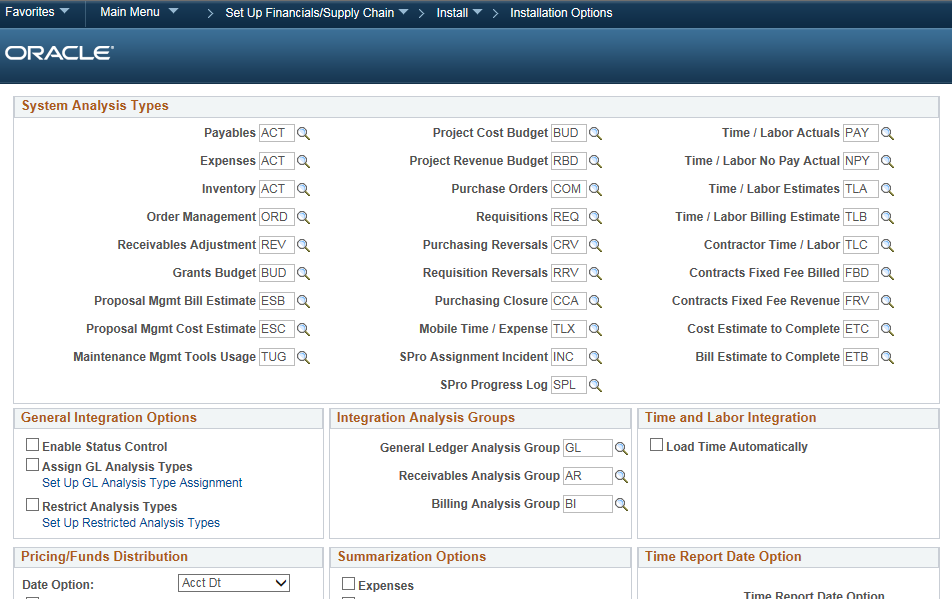 Favorites Main Menu > Set Up Financials/Supply Chain > Install > Installation Options
ORACLE
System Analysis Types
Payables ACT Project Cost Budget BUD Time / Labor Actuals PAY
Expenses ACT Project Revenue Budget RBD Time / Labor No Pay Actual NPY
Inventory ACT Purchase Orders COM Time / Labor Estimates TLA
Order Management ORD Requisitions REQ Time / Labor Billing Estimate TLB
Receivables Adjustment REV Purchasing Reversals CRV Contractor Time / Labor TLC
Grants Budget BUD Requisition Reversals RRV Contracts Fixed Fee Billed FBD
Proposal Mgmt Bill Estimate ESB Purchasing Closure CCA Contracts Fixed Fee Revenue FRV
Proposal Mgmt Cost Estimate ESC Mobile Time / Expense TLX Cost Estimate to Complete ETC
Maintenance Mgmt Tools Usage TUG SPro Assignment Incident INC Bill Estimate to Complete ETB
SPro Progress Log SPL
General Integration Options
Enable Status Control
Assign GL Analysis Types
Set Up GL Analysis Type Assignment
Restrict Analysis Types
Set Up Restricted Analysis Types
Integration Analysis Groups
General Ledger Analysis Group GL
Receivables Analysis Group AR
Billing Analysis Group BI
Time and Labor Integration
Load Time Automatically
Pricing/Funds Distribution
Date Option: Acct Dt
Summarization Options
Expenses
Time Report Date Option
Time Report Date Option